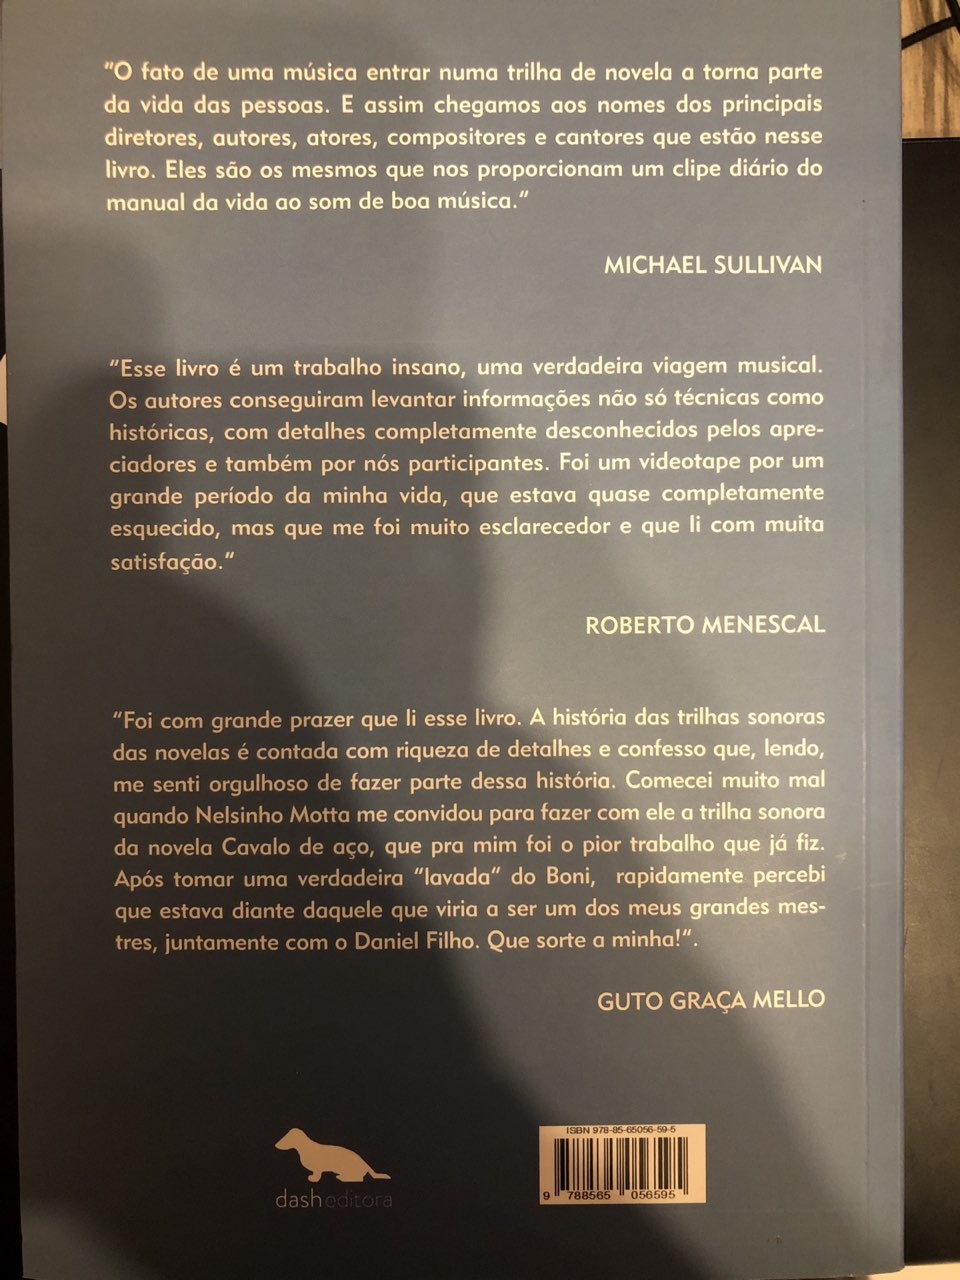 "O fato de uma música entrar numa trilha de novela a torna parte
da vida das pessoas. E assim chegamos aos nomes dos principais
diretores, autores, atores, compositores e cantores que estão nesse
livro. Eles são os mesmos que nos proporcionam um clipe diário do
manual da vida ao som de boa música."
MICHAEL SULLIVAN
"Esse livro é um trabalho insano, uma verdadeira viagem musical.
Os autores conseguiram levantar informações não só técnicas como
históricas, com detalhes completamente desconhecidos pelos apre-
ciadores e também por nós participantes. Foi um videotape por um
grande período da minha vida, que estava quase completamente
esquecido, mas que me foi muito esclarecedor e que li com muita
satisfação."
ROBERTO MENESCAL
"Foi com grande prazer que li esse livro. A história das trilhas sonoras
das novelas é contada com riqueza de detalhes e confesso que, lendo,
me senti orgulhoso de fazer parte dessa história. Comecei muito mal
quando Nelsinho Motta me convidou para fazer com ele a trilha sonora
da novela Cavalo de aço, que pra mim foi o pior trabalho que já fiz.
Após tomar uma verdadeira "lavada" do Boni, rapidamente percebi
que estava diante daquele que viria a ser um dos meus grandes mes-
tres, juntamente com o Daniel Filho. Que sorte a minha!".
GUTO GRAÇA MELLO
dasheditora
ISBN 978-85-65056-59-5
9 788565 056595